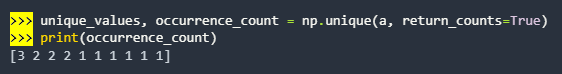 >>> unique_values, occurrence_count = np.unique(a, return_counts=True)
>>> print(occurrence_count)
[3 2 2 2 1 1 1 1 1 1]